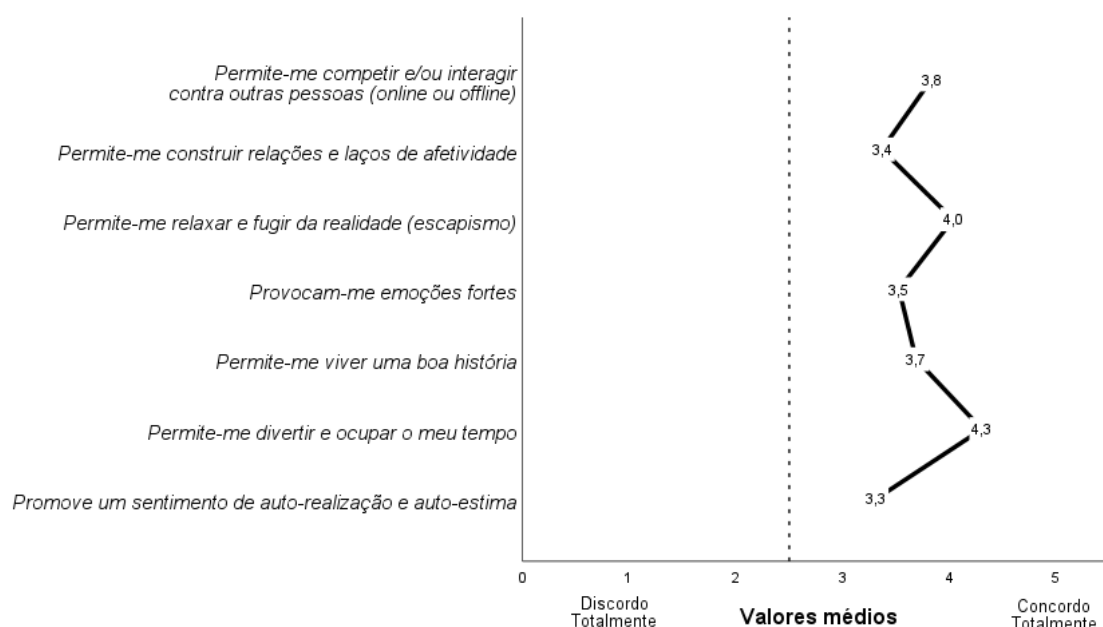 Permite-me competir e/ou interagir
contra outras pessoas (online ou offline)
3,8
Permite-me construir relações e laços de afetividade
3,4
Permite-me relaxar e fugir da realidade (escapismo)
4,0
Provocam-me emoções fortes
3,5
Permite-me viver uma boa história
3,7
Permite-me divertir e ocupar o meu tempo
4,3
Promove um sentimento de auto-realização e auto-estima
3,3
0 1 2 3 4 5
Discordo
Totalmente
Valores médios
Concordo
Totalmente